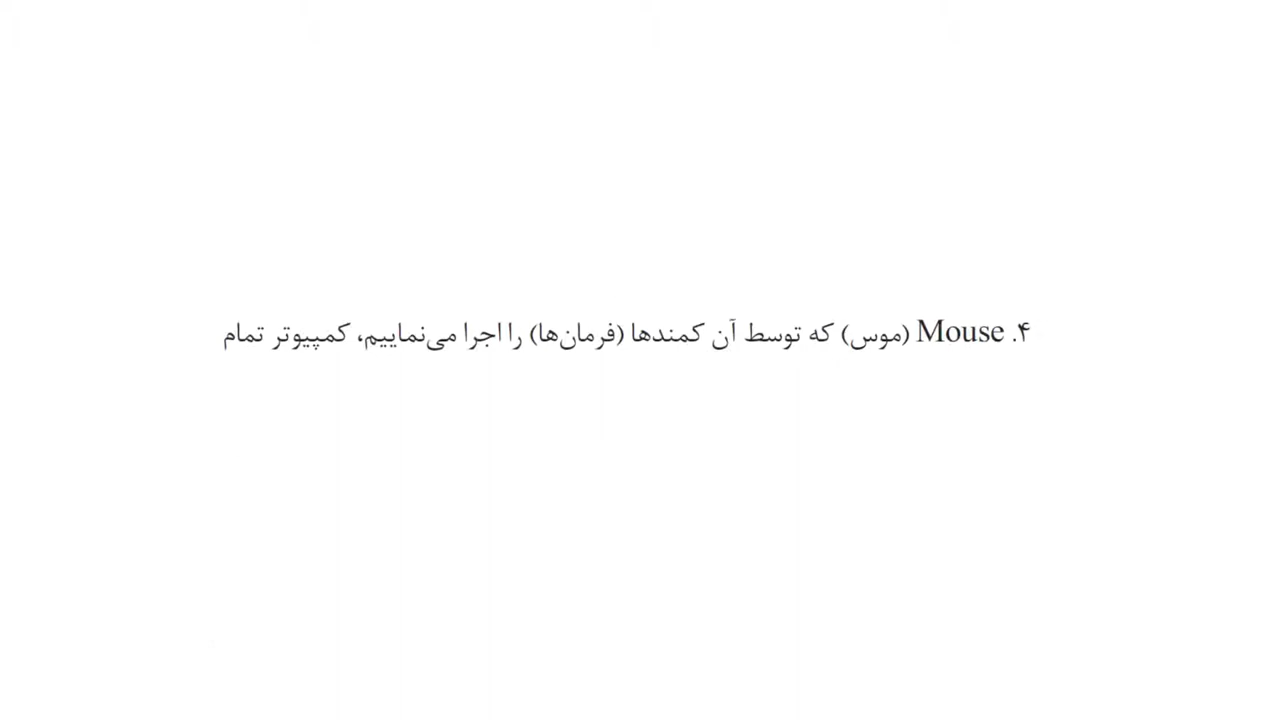 ۴. Mouse (موس) که توسط آن کمندها (فرمان‌ها) را اجرا می‌نماییم، کمپیوتر تمام